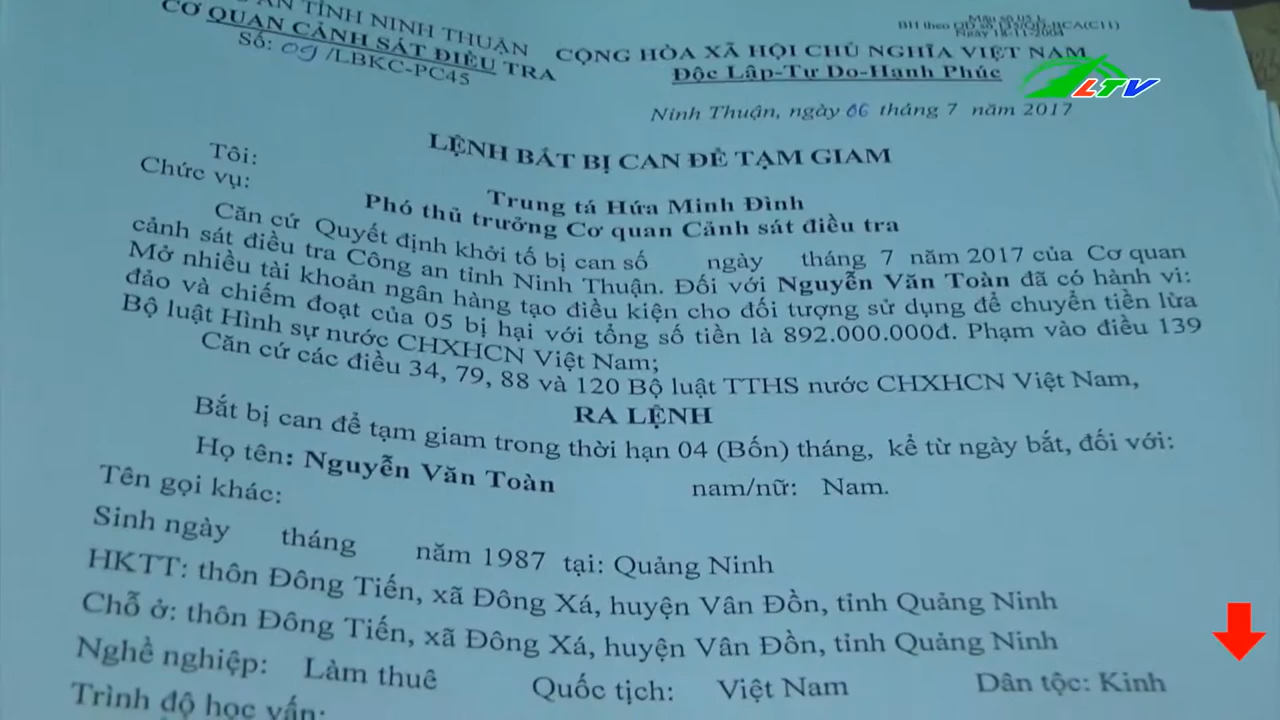 AN TỈNH NINH THUẬN
CƠ QUAN CẢNH SÁT ĐIỀU TRA
Số: 09 /LBKC-PC45
BH theo QĐ số
Ngày 18-11-2004
CỘNG HÒA XÃ HỘI CHỦ NGHĨA VIỆT NAM
Độc Lập-Tự Do-Hạnh Phúc
LTV
Ninh Thuận, ngày 06 tháng 7 năm 2017
LỆNH BẮT BỊ CAN ĐỂ TẠM GIAM
Tôi: Trung tá Hứa Minh Đình
Chức vụ: Phó thủ trưởng Cơ quan Cảnh sát điều tra
Căn cứ Quyết định khởi tố bị can số ngày tháng 7 năm 2017 của Cơ quan
cảnh sát điều tra Công an tỉnh Ninh Thuận. Đối với Nguyễn Văn Toàn đã có hành vi:
Mở nhiều tài khoản ngân hàng tạo điều kiện cho đối tượng sử dụng để chuyển tiền lừa
đảo và chiếm đoạt của 05 bị hại với tổng số tiền là 892.000.000đ. Phạm vào điều 139
Bộ luật Hình sự nước CHXHCN Việt Nam;
Căn cứ các điều 34, 79, 88 và 120 Bộ luật TTHS nước CHXHCN Việt Nam,
RA LỆNH
Bắt bị can để tạm giam trong thời hạn 04 (Bốn) tháng, kể từ ngày bắt, đối với:
Họ tên: Nguyễn Văn Toàn nam/nữ: Nam.
Tên gọi khác:
Sinh ngày tháng năm 1987 tại: Quảng Ninh
HKTT: thôn Đông Tiến, xã Đông Xá, huyện Vân Đồn, tỉnh Quảng Ninh
Chỗ ở: thôn Đông Tiến, xã Đông Xá, huyện Vân Đồn, tỉnh Quảng Ninh
Nghề nghiệp: Làm thuê Quốc tịch: Việt Nam Dân tộc: Kinh
Trình độ học vấn: